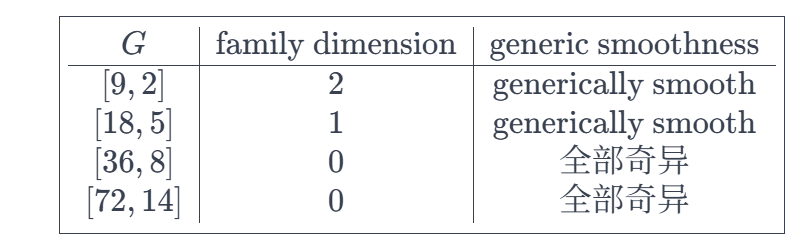 G family dimension generic smoothness
[9, 2] 2 generically smooth
[18, 5] 1 generically smooth
[36, 8] 0 全部奇异
[72, 14] 0 全部奇异